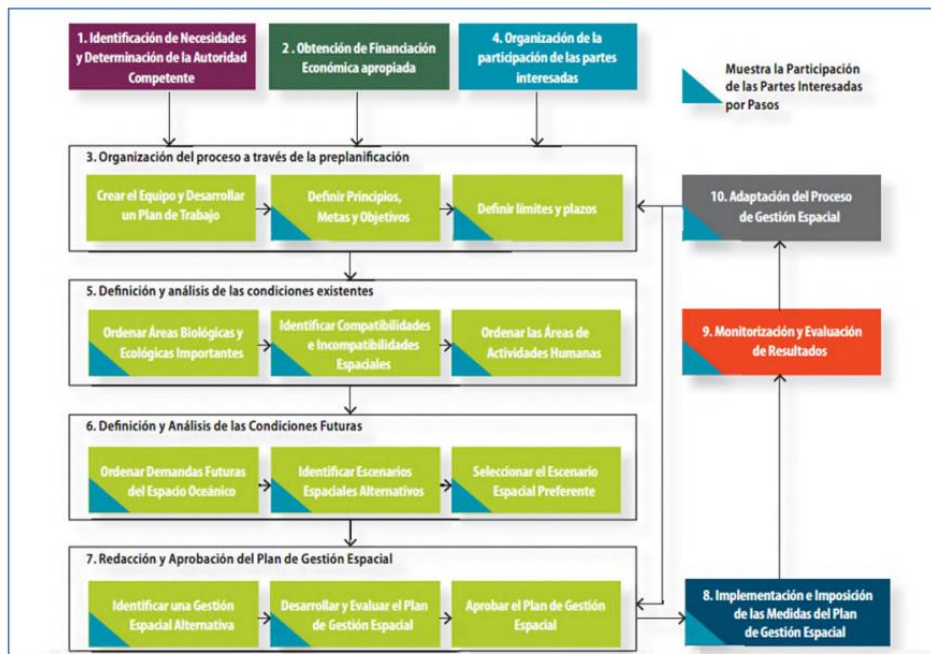 1. Identificación de Necesidades
y Determinación de la Autoridad
Competente
2 . Obtención de Financiación
Económica apropiada
4. Organización de la
participación de las partes
interesadas
Muestra la Participación
de las Partes Interesadas
por Pasos
3. Organización del proceso a través de la preplanificación
Crear el Equipo y Desarrollar
un Plan de Trabajo
Definir Principios,
Metas y Objetivos
Definir límites y plazos
10. Adaptación del Proceso
de Gestión Espacial
5. Definición y análisis de las condiciones existentes
Ordenar Áreas Biológicas y
Ecológicas Importantes
Identificar Compatibilidades
e Incompatibilidades
Espaciales
Ordenar las Áreas de
Actividades Humanas
9. Monitorización y Evaluación
de Resultados
6. Definición y Análisis de las Condiciones Futuras
Ordenar Demandas Futuras
del Espacio Oceánico
Identificar Escenarios
Espaciales Alternativos
Seleccionar el Escenario
Espacial Preferente
7. Redacción y Aprobación del Plan de Gestión Espacial
Identificar una Gestión
Espacial Alternativa
Desarrollar y Evaluar el Plan
de Gestión Espacial
Aprobar el Plan de Gestión
Espacial
8. Implementación e Imposición
de las Medidas del Plan
de Gestión Espacial